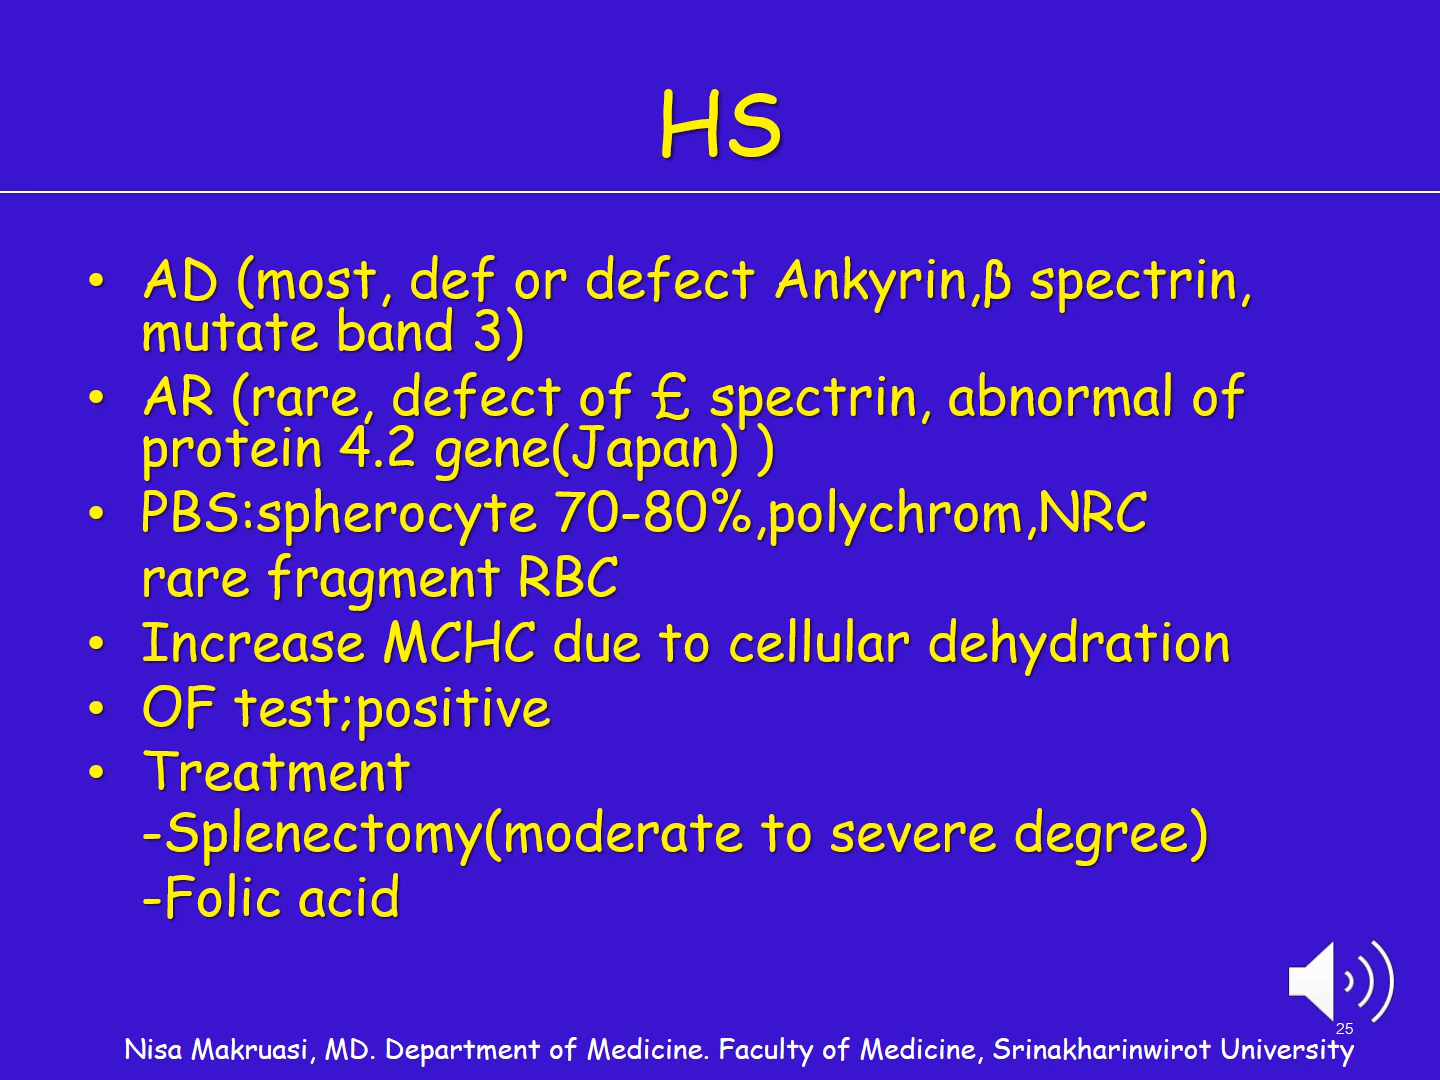 HS
• AD (most, def or defect Ankyrin,β spectrin,
mutate band 3)
• AR (rare, defect of £ spectrin, abnormal of
protein 4.2 gene(Japan) )
• PBS:spherocyte 70-80%,polychrom,NRC
rare fragment RBC
• Increase MCHC due to cellular dehydration
• OF test;positive
• Treatment
-Splenectomy(moderate to severe degree)
-Folic acid
25
Nisa Makruasi, MD. Department of Medicine. Faculty of Medicine, Srinakharinwirot University